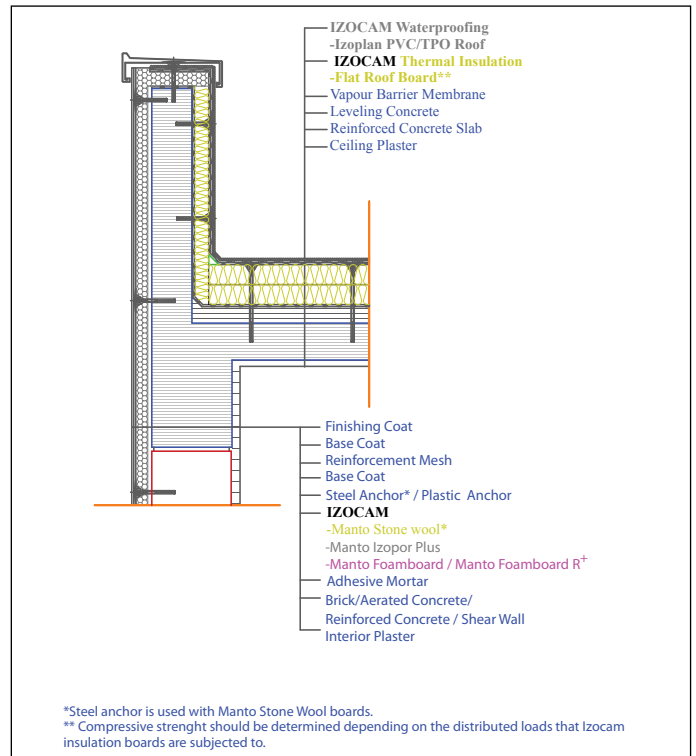 IZOCAM Waterproofing
-Izoplan PVC/TPO Roof
IZOCAM Thermal Insulation
-Flat Roof Board**
Vapour Barrier Membrane
Leveling Concrete
Reinforced Concrete Slab
Ceiling Plaster
Finishing Coat
Base Coat
Reinforcement Mesh
Base Coat
Steel Anchor* / Plastic Anchor
IZOCAM
-Manto Stone wool*
-Manto Izopor Plus
-Manto Foamboard / Manto Foamboard R+
Adhesive Mortar
Brick/Aerated Concrete/
Reinforced Concrete / Shear Wall
Interior Plaster
*Steel anchor is used with Manto Stone Wool boards.
** Compressive strenght should be determined depending on the distributed loads that Izocam
insulation boards are subjected to.